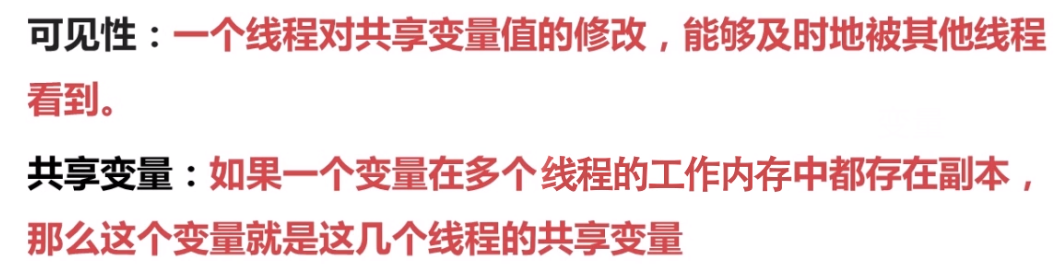 可见性：一个线程对共享变量值的修改，能够及时地被其他线程
看到。
共享变量：如果一个变量在多个线程的工作内存中都存在副本，
那么这个变量就是这几个线程的共享变量